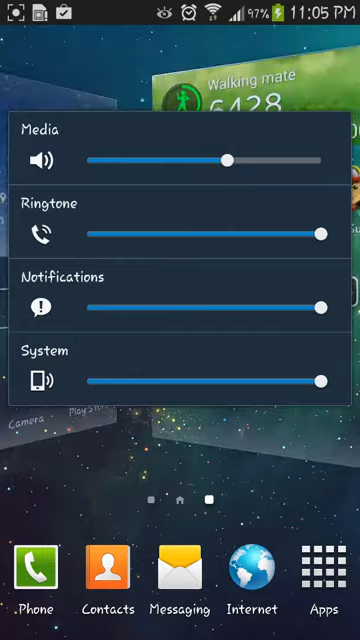 97% 11:05 PM
Walking mate
6428
Media
Ringtone
Notifications
System
Camera
Play Store
Phone
Contacts
Messaging
Internet
Apps